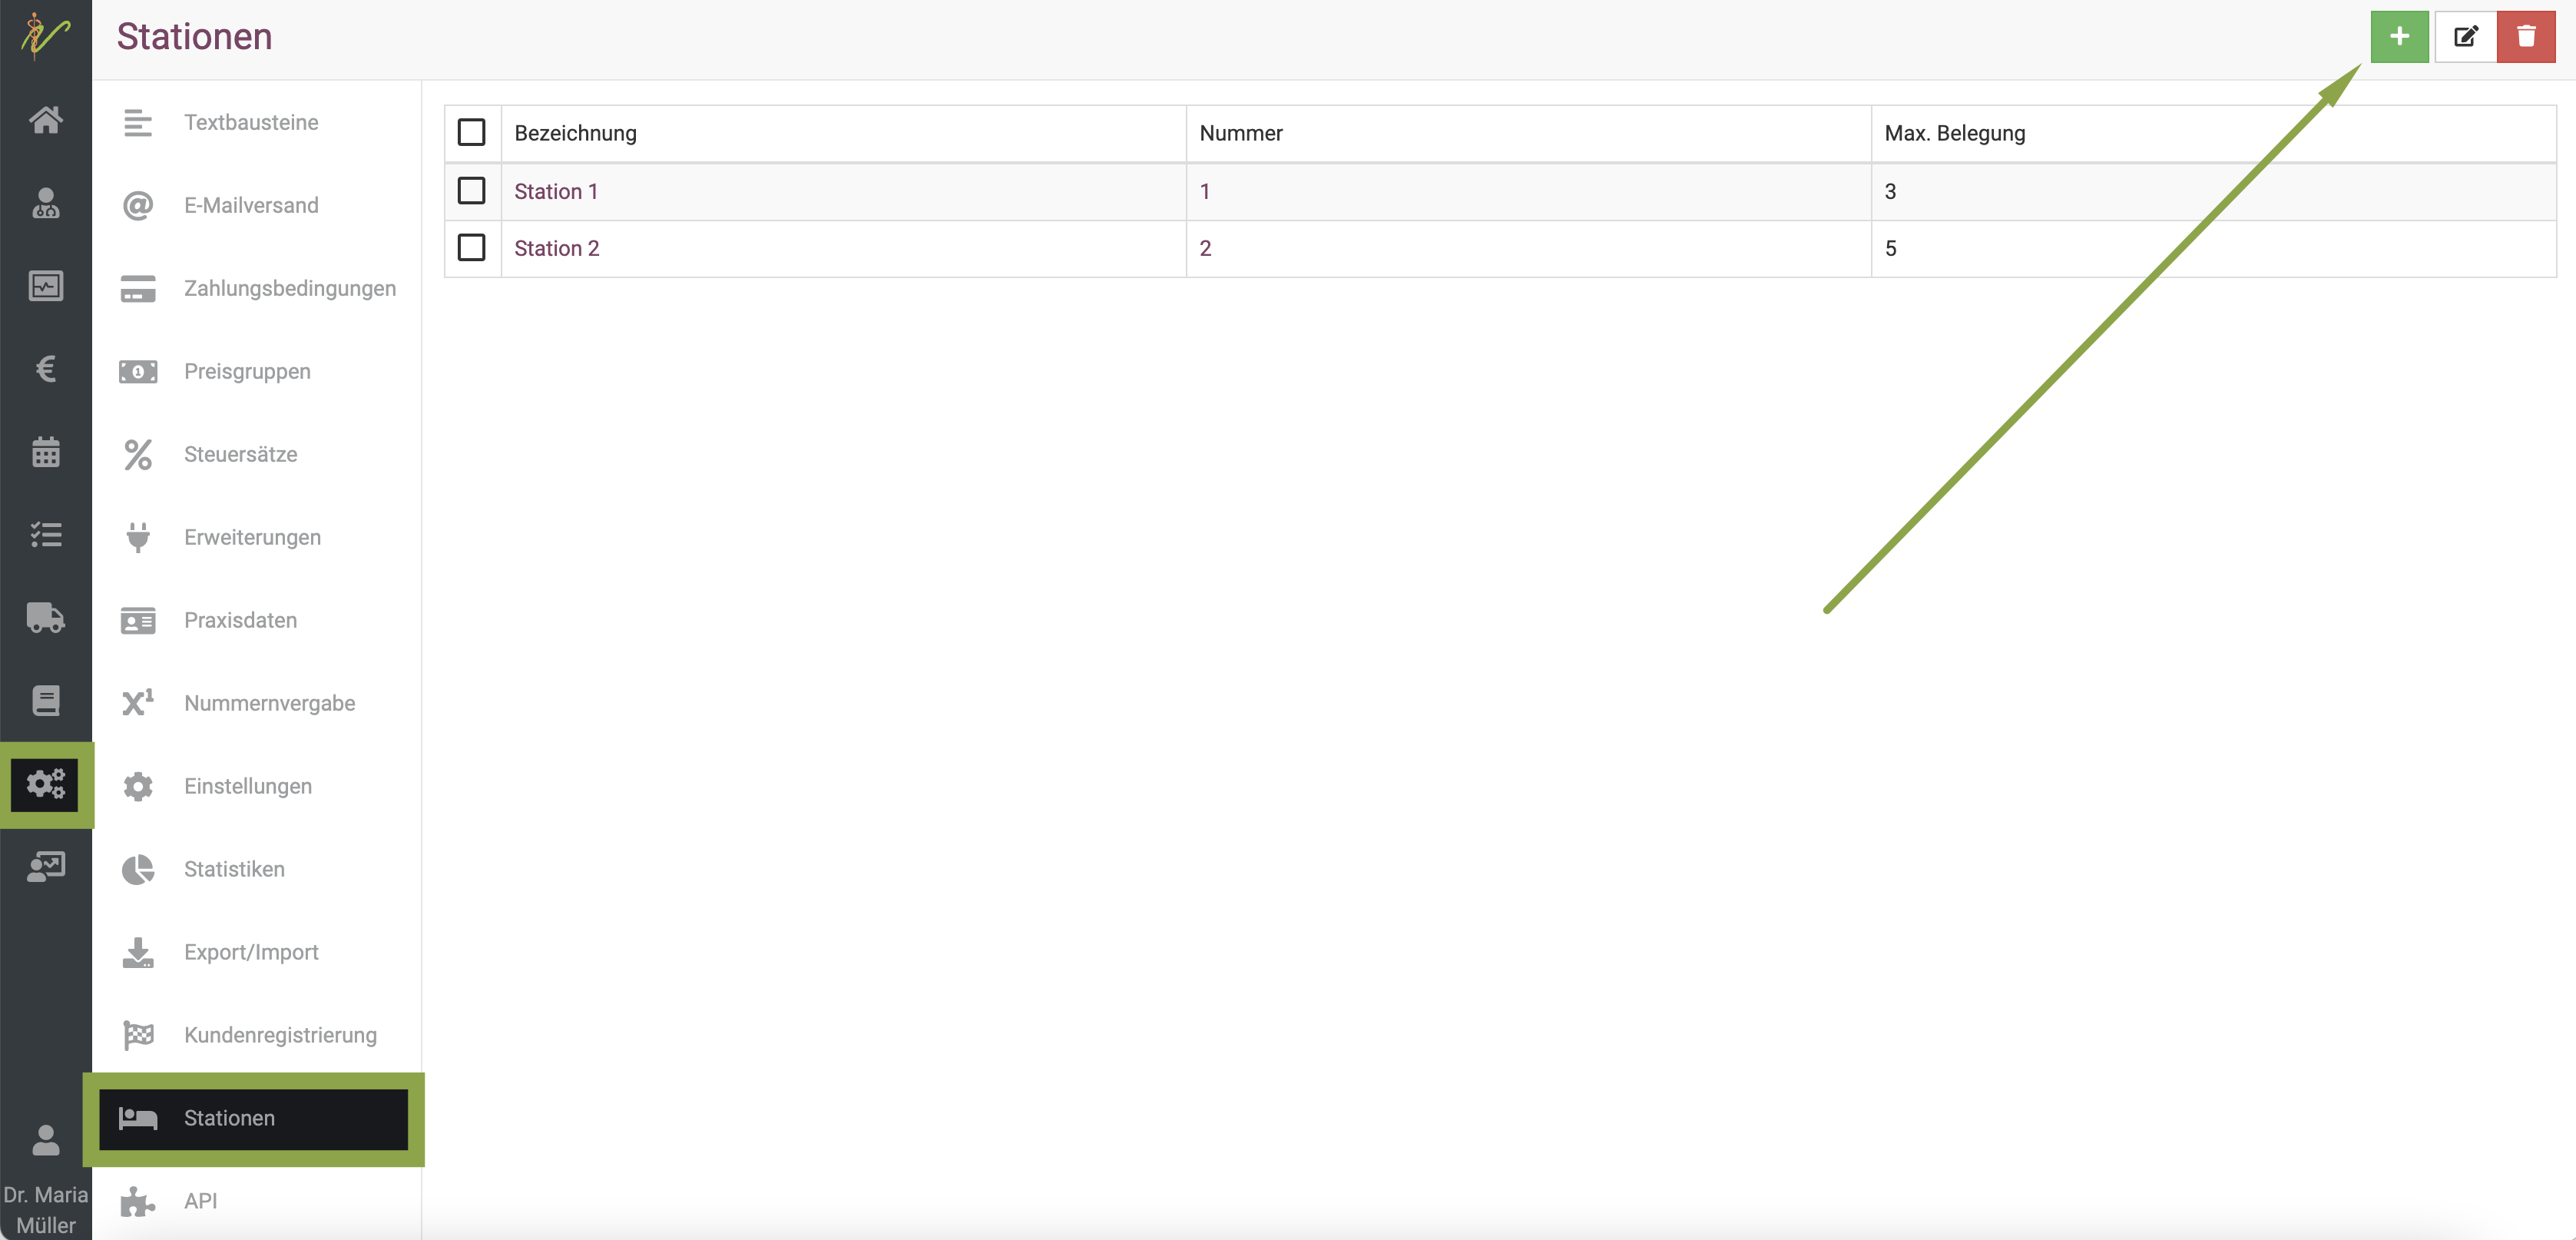 Stationen
Textbausteine
E-Mailversand
Zahlungsbedingungen
Preisgruppen
Steuersätze
Erweiterungen
Praxisdaten
Nummernvergabe
Einstellungen
Statistiken
Export/Import
Kundenregistrierung
Stationen
API
Dr. Maria
Müller
Bezeichnung Nummer Max. Belegung
Station 1 1 3
Station 2 2 5